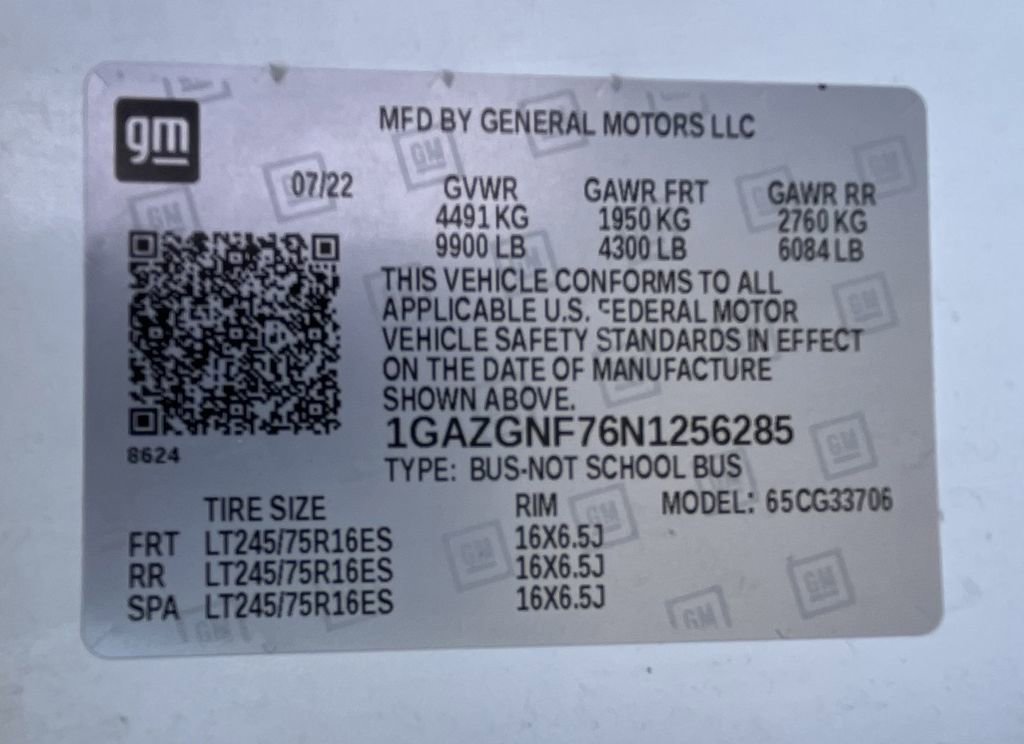 gm
MFD BY GENERAL MOTORS LLC
07/22 GVWR GAWR FRT GAWR RR
4491 KG 1950 KG 2760 KG
9900 LB 4300 LB 6084 LB
THIS VEHICLE CONFORMS TO ALL
APPLICABLE U.S. FEDERAL MOTOR
VEHICLE SAFETY STANDARDS IN EFFECT
ON THE DATE OF MANUFACTURE
SHOWN ABOVE.
1GAZGNF76N1256285
8624
TYPE: BUS-NOT SCHOOL BUS
TIRE SIZE RIM MODEL: 65CG33706
FRT LT245/75R16ES 16X6.5J
RR LT245/75R16ES 16X6.5J
SPA LT245/75R16ES 16X6.5J